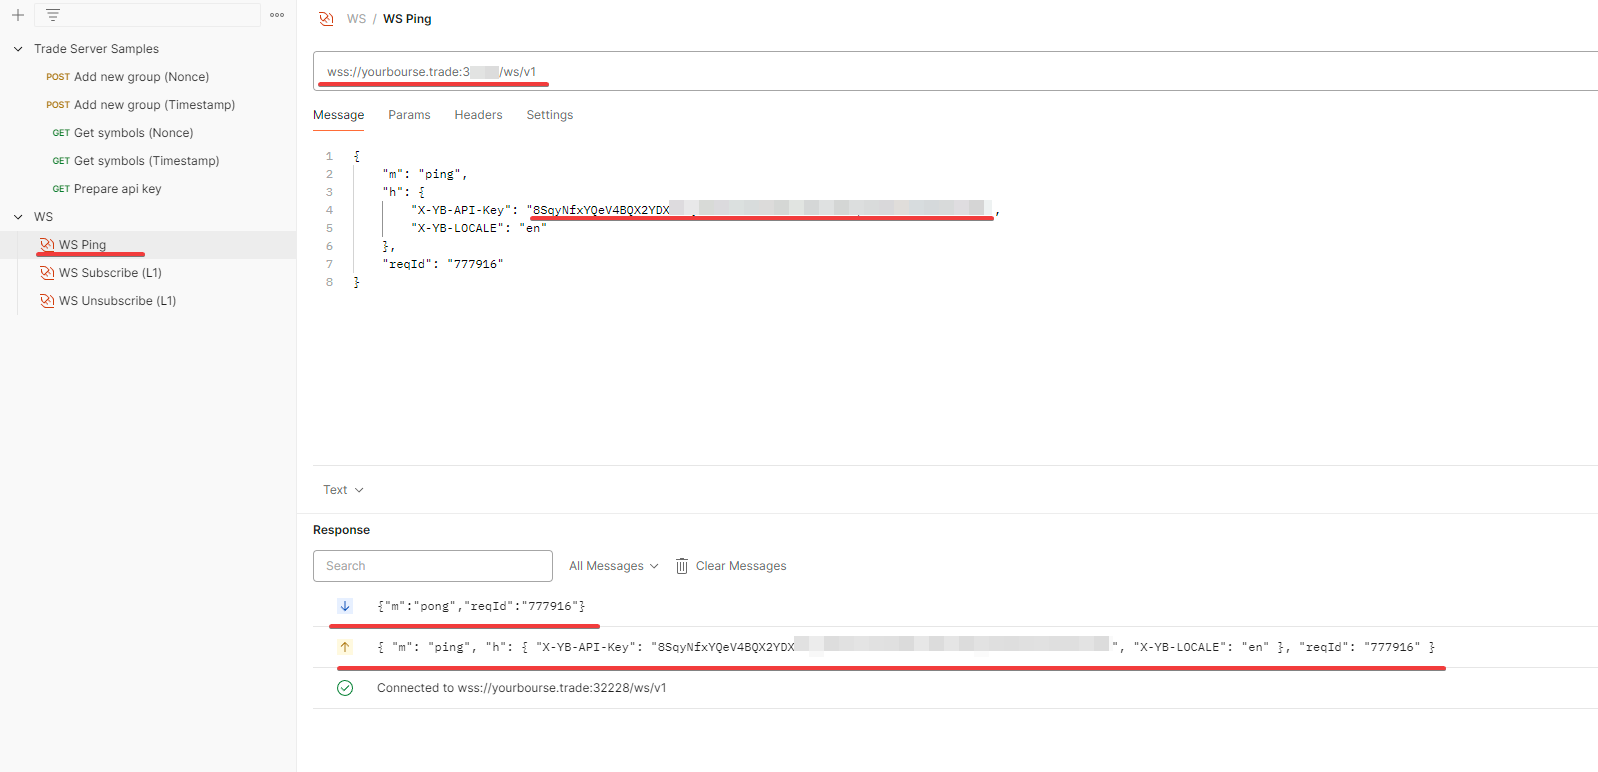 Trade Server Samples
POST Add new group (Nonce)
POST Add new group (Timestamp)
GET Get symbols (Nonce)
GET Get symbols (Timestamp)
GET Prepare api key
WS
WS Ping
WS Subscribe (L1)
WS Unsubscribe (L1)
WS / WS Ping
wss://yourbourse.trade:3 /ws/v1
Message Params Headers Settings
1 {
2 "m": "ping",
3 "h": {
4 "X-YB-API-Key": "8SqyNfxYQeV4BQX2YDX ,
5 "X-YB-LOCALE": "en"
6 },
7 "reqId": "777916"
8 }
Text
Response
Search All Messages Clear Messages
{"m":"pong","reqId":"777916"}
{ "m": "ping", "h": { "X-YB-API-Key": "8SqyNfxYQeV4BQX2YDX ", "X-YB-LOCALE": "en" }, "reqId": "777916" }
Connected to wss://yourbourse.trade:32228/ws/v1